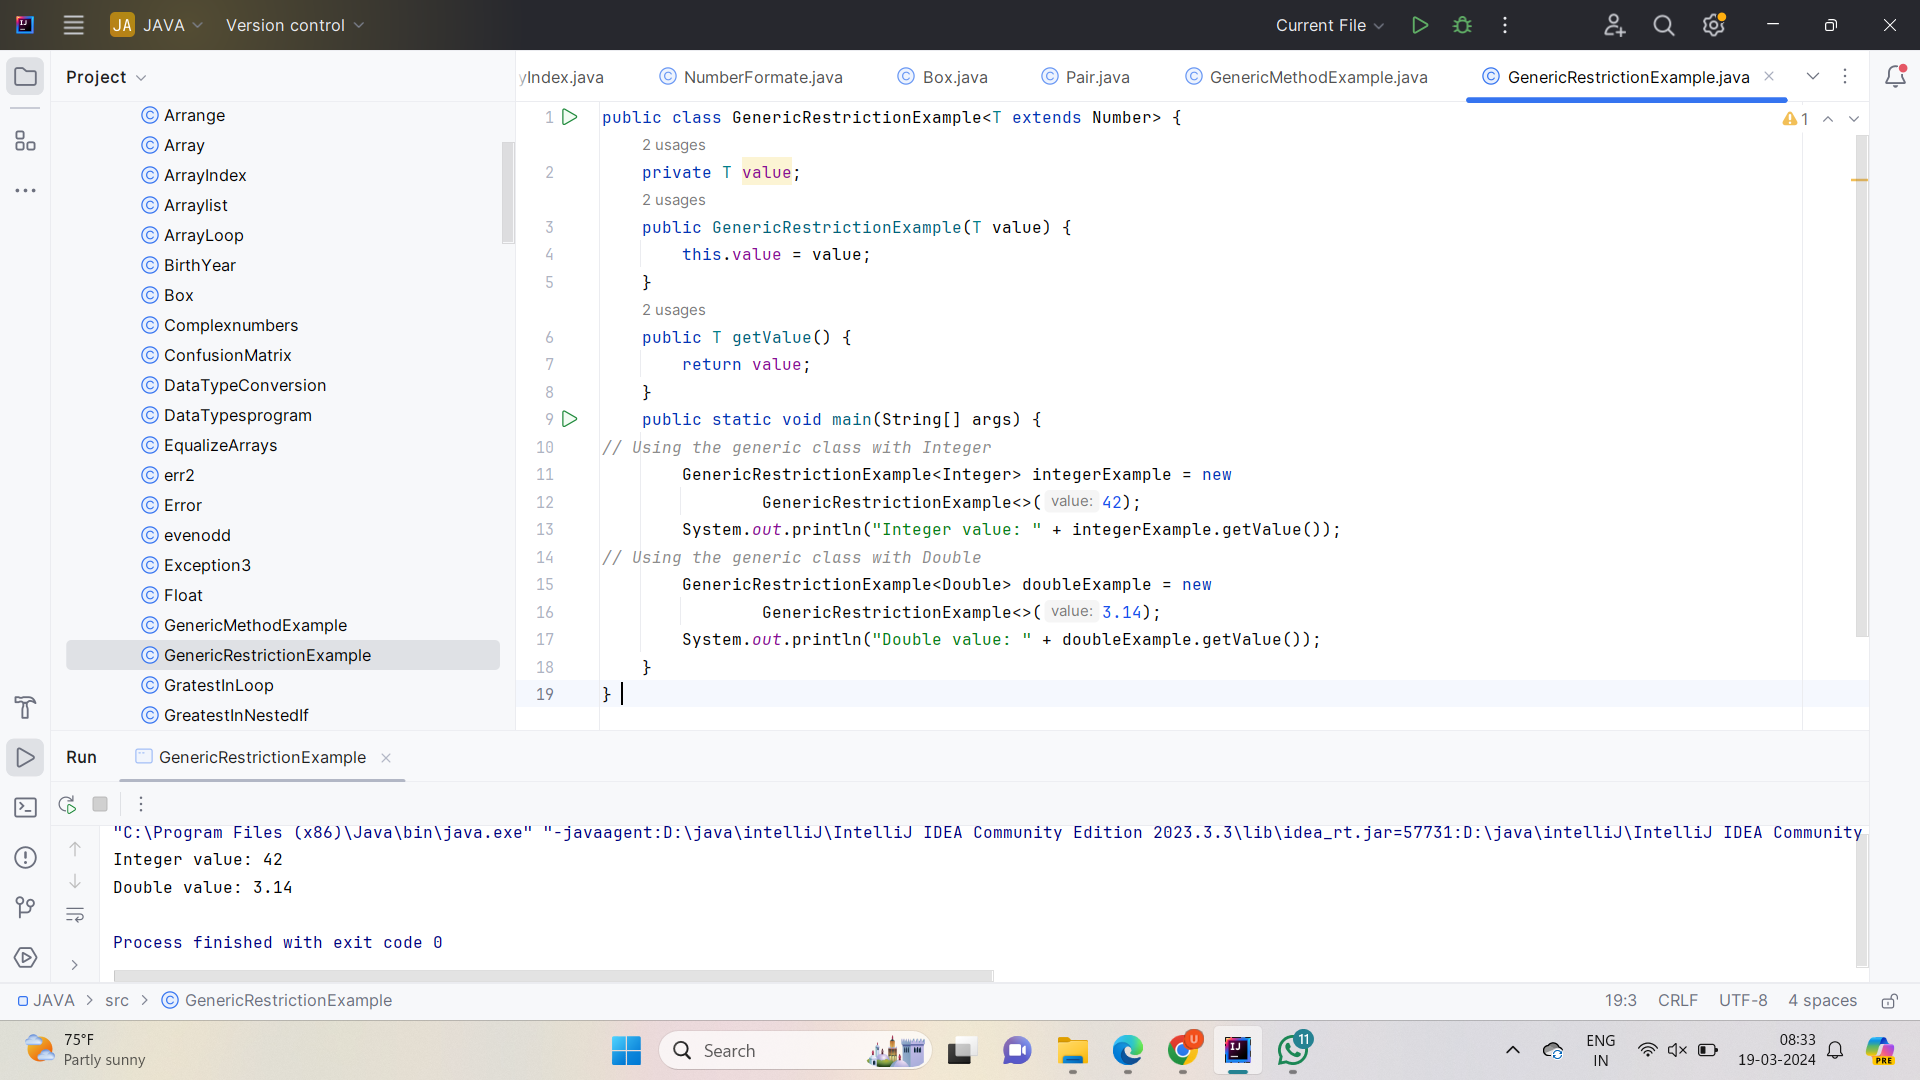 JA JAVA Version control Current File
Project
yIndex.java NumberFormate.java Box.java Pair.java GenericMethodExample.java GenericRestrictionExample.java
Arrange
Array
ArrayIndex
Arraylist
ArrayLoop
BirthYear
Box
Complexnumbers
ConfusionMatrix
DataTypeConversion
DataTypesprogram
EqualizeArrays
err2
Error
evenodd
Exception3
Float
GenericMethodExample
GenericRestrictionExample
GratestInLoop
GreatestInNestedIf
1 public class GenericRestrictionExample<T extends Number> { 1
2 usages
2 private T value;
2 usages
3 public GenericRestrictionExample(T value) {
4 this.value = value;
5 }
2 usages
6 public T getValue() {
7 return value;
8 }
9 public static void main(String[] args) {
10 // Using the generic class with Integer
11 GenericRestrictionExample<Integer> integerExample = new
12 GenericRestrictionExample<>( value: 42);
13 System.out.println("Integer value: " + integerExample.getValue());
14 // Using the generic class with Double
15 GenericRestrictionExample<Double> doubleExample = new
16 GenericRestrictionExample<>( value: 3.14);
17 System.out.println("Double value: " + doubleExample.getValue());
18 }
19 }
Run GenericRestrictionExample
"C:\Program Files (x86)\Java\bin\java.exe" "-javaagent:D:\java\intelliJ\IntelliJ IDEA Community Edition 2023.3.3\lib\idea_rt.jar=57731:D:\java\intelliJ\IntelliJ IDEA Community
Integer value: 42
Double value: 3.14
Process finished with exit code 0
JAVA > src > GenericRestrictionExample 19:3 CRLF UTF-8 4 spaces
75°F
Partly sunny
Search
U
IJ
11
ENG
IN
08:33
19-03-2024
PRE